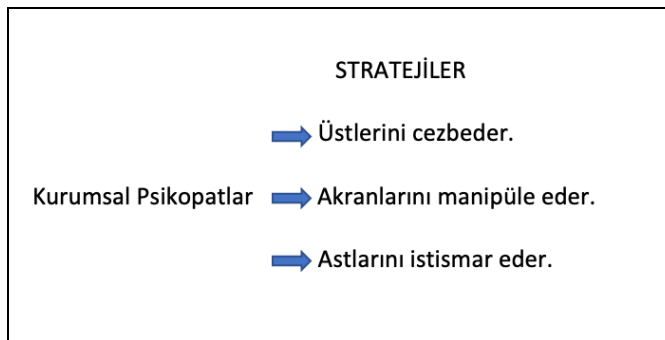 STRATEJİLER
Üstlerini cezbeder.
Kurumsal Psikopatlar Akranlarını manipüle eder.
Astlarını istismar eder.